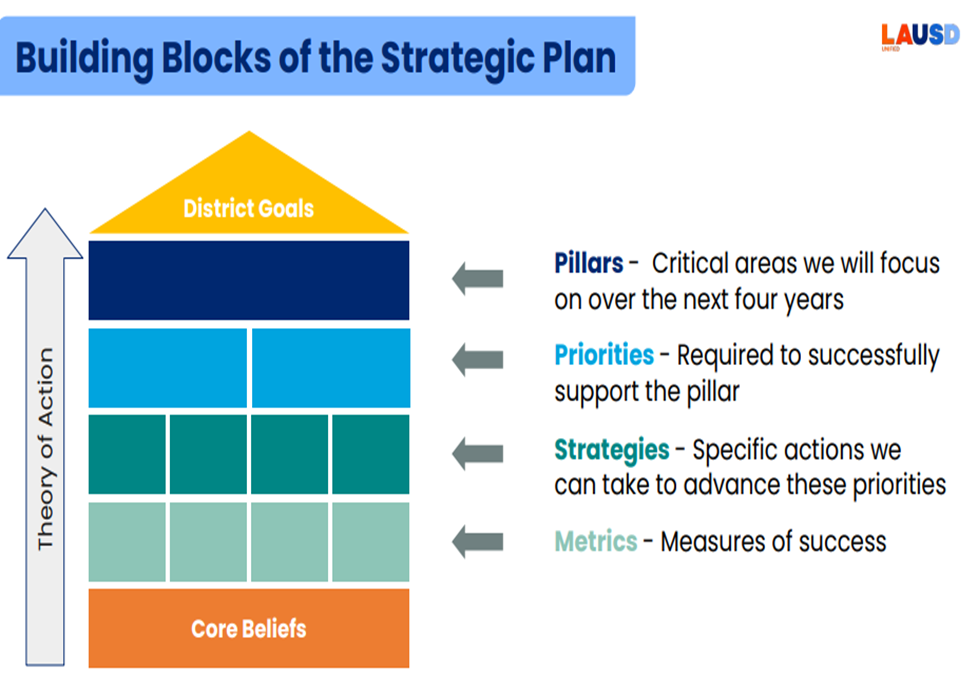 Building Blocks of the Strategic Plan
LAUSD
UNIFIED
District Goals
Theory of Action
Pillars - Critical areas we will focus
on over the next four years
Priorities - Required to successfully
support the pillar
Strategies - Specific actions we
can take to advance these priorities
Metrics - Measures of success
Core Beliefs